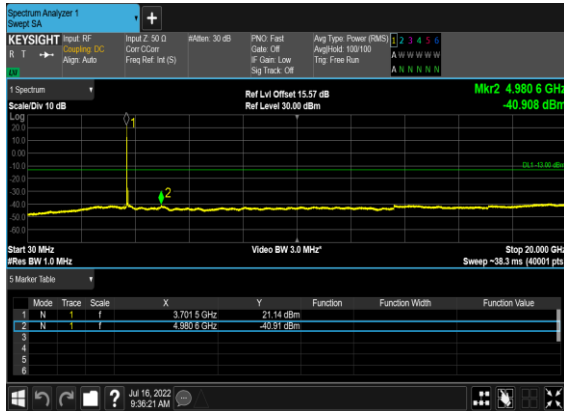 Spectrum Analyzer 1
Swept SA
+
KEYSIGHT Input: RF Input Z: 50 Ω #Atten: 30 dB PNO: Fast Avg Type: Power (RMS) 1 2 3 4 5 6
R T Coupling: DC Corr CCorr Gate: Off Avg|Hold: 100/100 A W W W W W
Align: Auto Freq Ref: Int (S) IF Gain: Low Trig: Free Run
LXI Sig Track: Off A N N N N N
1 Spectrum Ref Lvl Offset 15.57 dB Mkr2 4.980 6 GHz
Scale/Div 10 dB Ref Level 30.00 dBm -40.908 dBm
Log
1
20.0
10.0
0.00
-10.0 DL1 -13.00 dBm
-20.0
-30.0
2
-40.0
-50.0
-60.0
Start 30 MHz Video BW 3.0 MHz* Stop 20.000 GHz
#Res BW 1.0 MHz Sweep ~38.3 ms (40001 pts)
5 Marker Table
Mode Trace Scale X Y Function Function Width Function Value
1 N 1 f 3.701 5 GHz 21.14 dBm
2 N 1 f 4.980 6 GHz -40.91 dBm
3
4
5
6
? Jul 16, 2022
9:36:21 AM